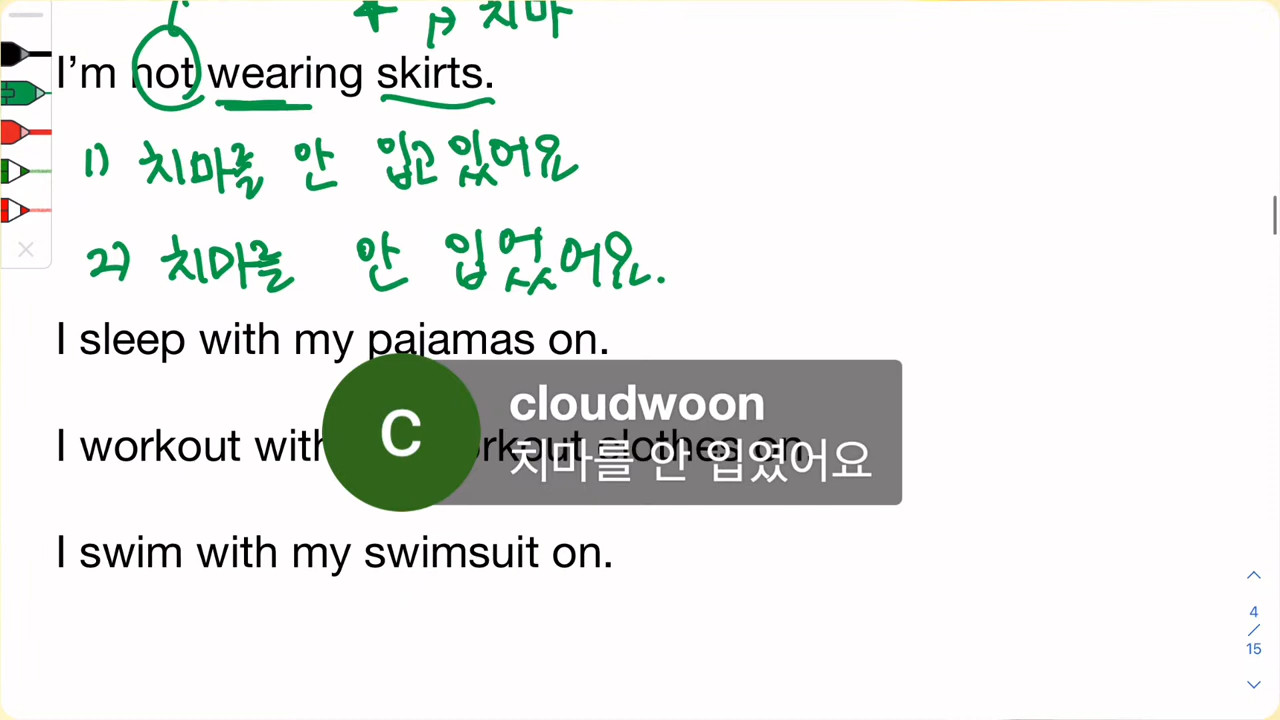 치마
I'm not wearing skirts.
1) 치마를 안 입고 있어요
2) 치마를 안 입었어요.
I sleep with my pajamas on.
cloudwoon
I workout with workout clothes on
치마를 안 입였어요
I swim with my swimsuit on.
4
/
15